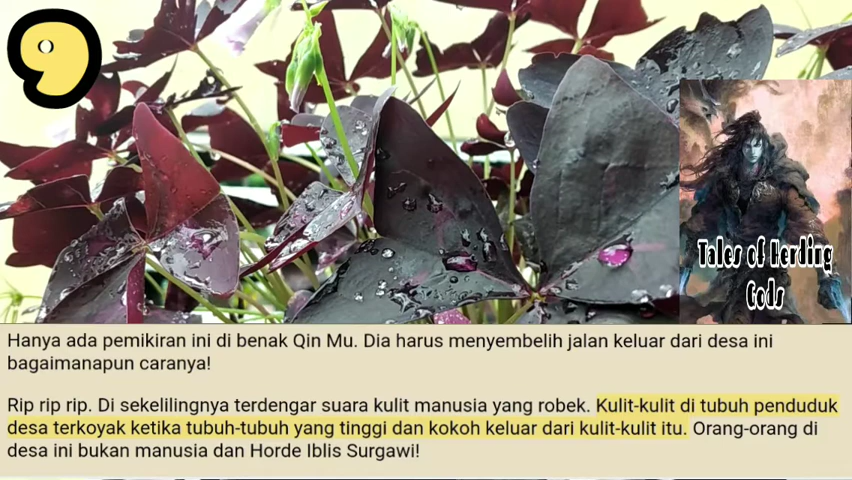 Tales of Herding
Gods
Hanya ada pemikiran ini di benak Qin Mu. Dia harus menyembelih jalan keluar dari desa ini
bagaimanapun caranya!
Rip rip rip. Di sekelilingnya terdengar suara kulit manusia yang robek. Kulit-kulit di tubuh penduduk
desa terkoyak ketika tubuh-tubuh yang tinggi dan kokoh keluar dari kulit-kulit itu. Orang-orang di
desa ini bukan manusia dan Horde Iblis Surgawi!